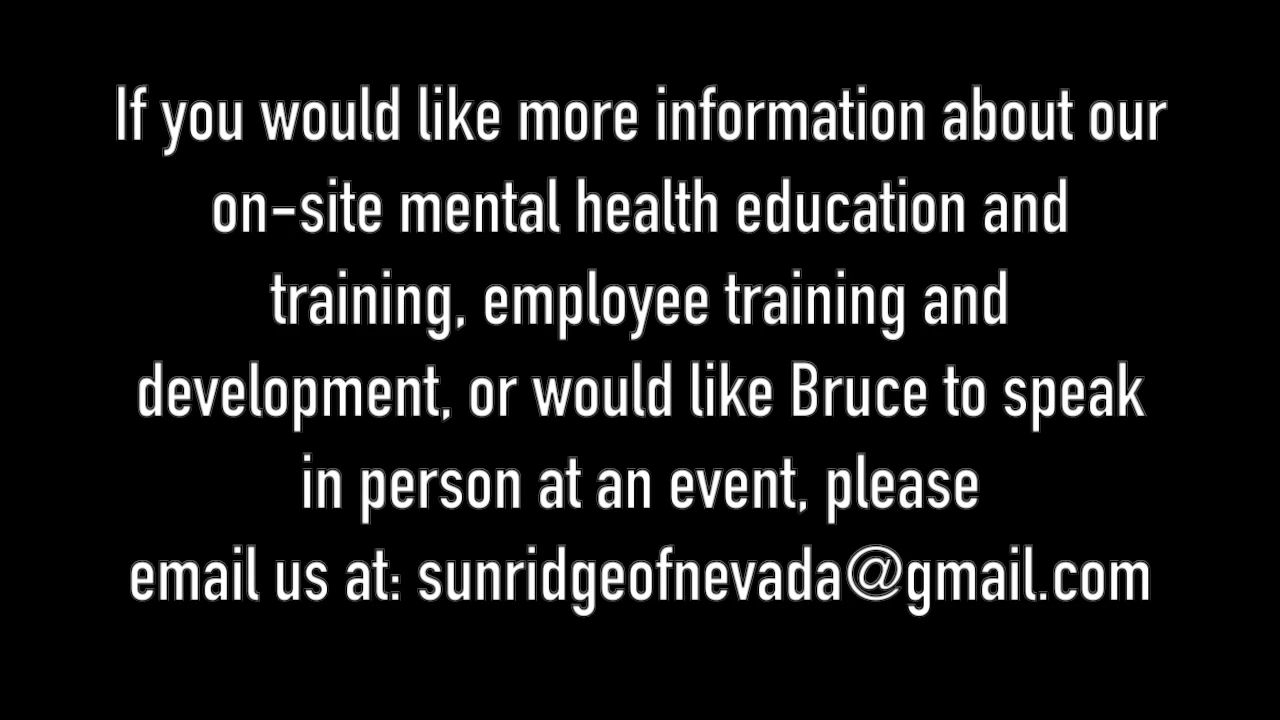 If you would like more information about our
on-site mental health education and
training, employee training and
development, or would like Bruce to speak
in person at an event, please
email us at: sunridgeofnevada@gmail.com